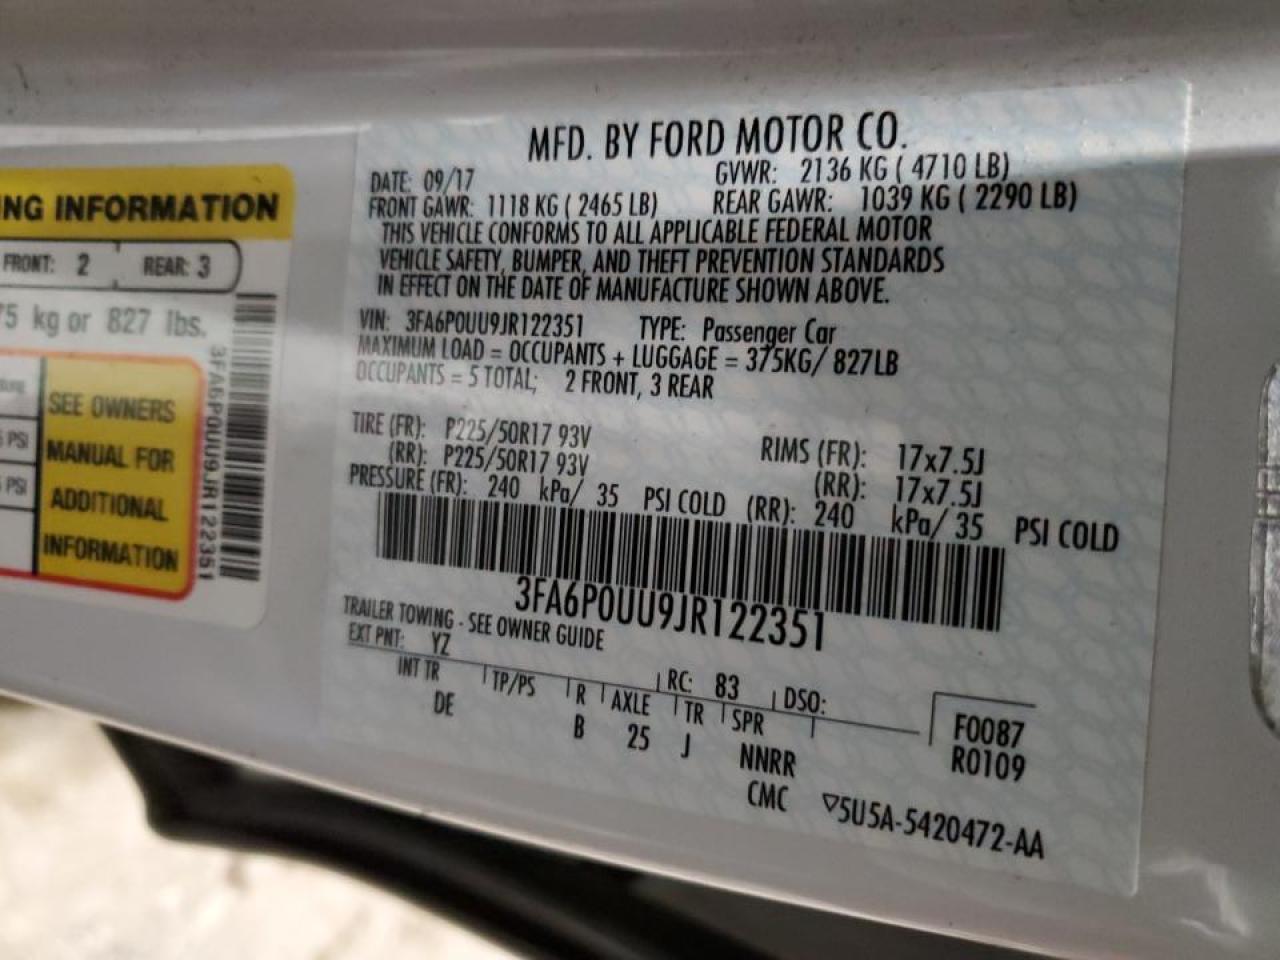 NG INFORMATION
FRONT: 2 REAR: 3
75 kg or 827 lbs.
SEE OWNERS
MANUAL FOR
ADDITIONAL
INFORMATION
PSI
PSI
3FA6P0UU9JR122351
MFD. BY FORD MOTOR CO.
DATE: 09/17 GVWR: 2136 KG ( 4710 LB)
FRONT GAWR: 1118 KG ( 2465 LB) REAR GAWR: 1039 KG ( 2290 LB)
THIS VEHICLE CONFORMS TO ALL APPLICABLE FEDERAL MOTOR
VEHICLE SAFETY, BUMPER, AND THEFT PREVENTION STANDARDS
IN EFFECT ON THE DATE OF MANUFACTURE SHOWN ABOVE.
VIN: 3FA6P0UU9JR122351 TYPE: Passenger Car
MAXIMUM LOAD = OCCUPANTS + LUGGAGE = 375KG/ 827LB
OCCUPANTS = 5 TOTAL; 2 FRONT, 3 REAR
TIRE (FR): P225/50R17 93V RIMS (FR): 17x7.5J
(RR): P225/50R17 93V (RR): 17x7.5J
PRESSURE (FR): 240 kPa/ 35 PSI COLD (RR): 240 kPa/ 35 PSI COLD
3FA6P0UU9JR122351
TRAILER TOWING - SEE OWNER GUIDE
EXT PNT: YZ RC: 83 DSO:
INT TR TP/PS R AXLE TR SPR F0087
DE B 25 J NNRR R0109
CMC ▽5U5A-5420472-AA